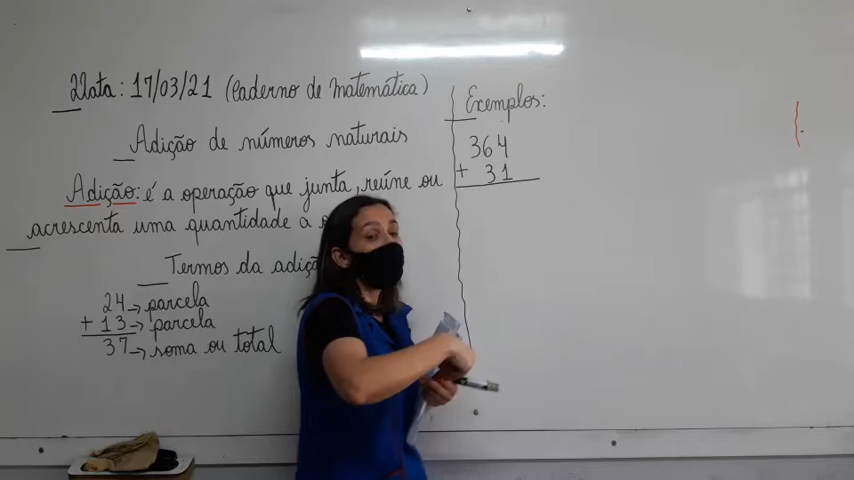 Data: 17/03/21 (Caderno de Matemática)
Adição de números naturais
Adição: é a operação que junta, reúne ou
acrescenta uma quantidade a
Termos da
24 → parcela
+ 13 → parcela
37 → soma ou total
Exemplos:
364
+ 31